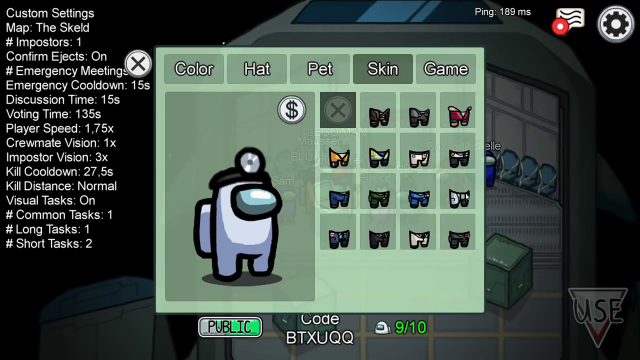 Custom Settings
Map: The Skeld
# Impostors: 1
Confirm Ejects: On
# Emergency Meetings
Emergency Cooldown: 15s
Discussion Time: 15s
Voting Time: 135s
Player Speed: 1,75x
Crewmate Vision: 1x
Impostor Vision: 3x
Kill Cooldown: 27,5s
Kill Distance: Normal
Visual Tasks: On
# Common Tasks: 1
# Long Tasks: 1
# Short Tasks: 2
Ping: 189 ms
Color Hat Pet Skin Game
$
PUBLIC
Code
BTXUQQ
9/10
USE